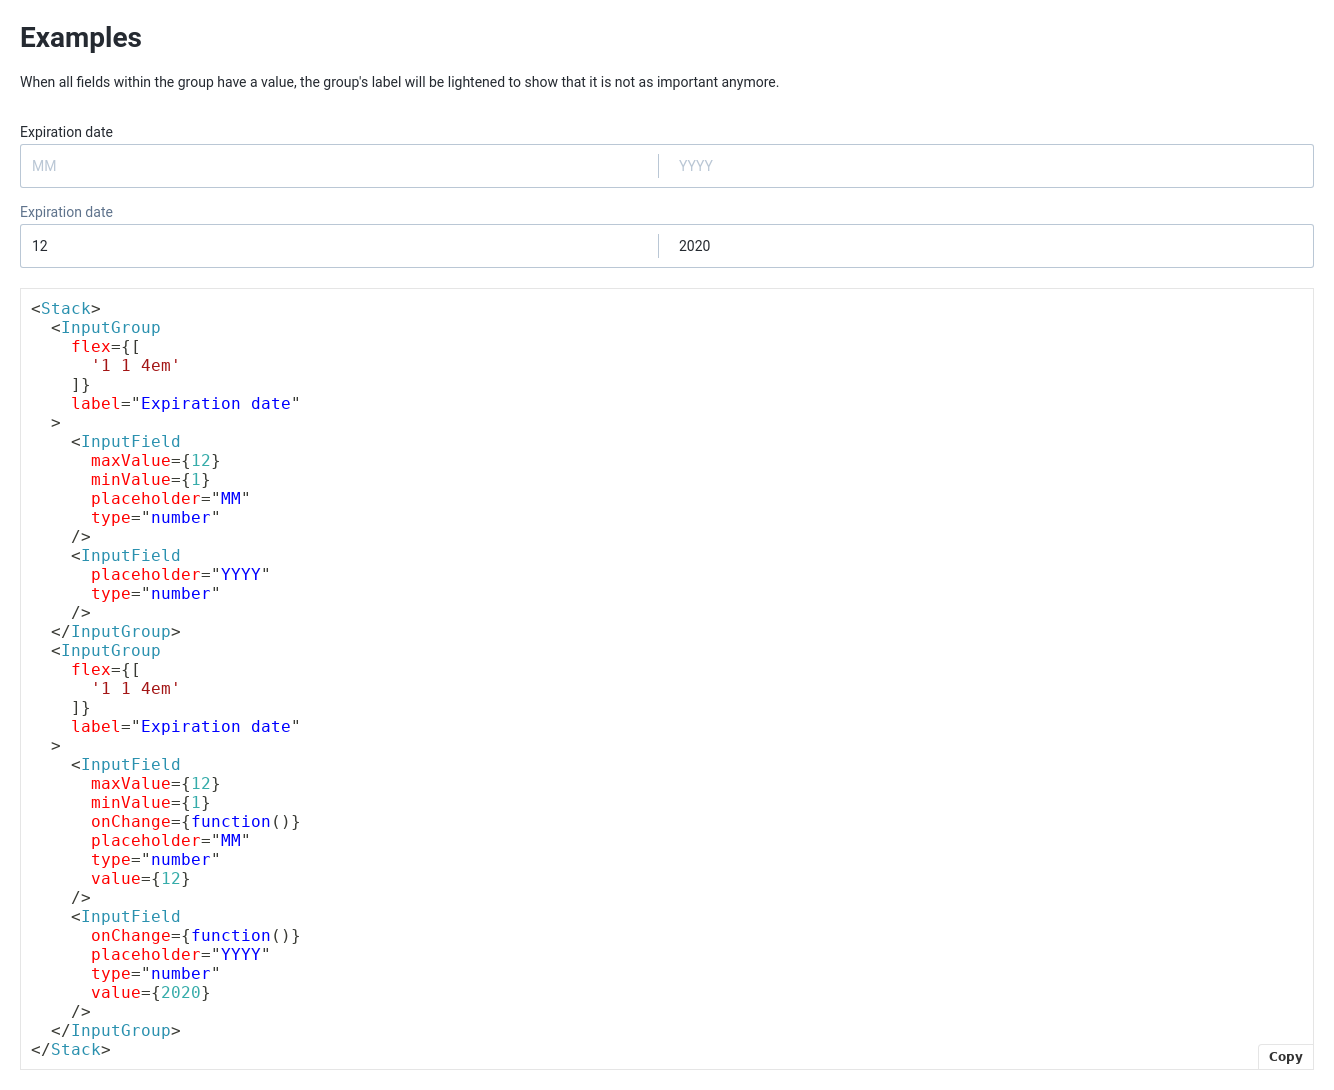 Examples
When all fields within the group have a value, the group's label will be lightened to show that it is not as important anymore.
Expiration date
MM YYYY
Expiration date
12 2020
<Stack>
  <InputGroup
    flex={[
      '1 1 4em'
    ]}
    label="Expiration date"
  >
    <InputField
      maxValue={12}
      minValue={1}
      placeholder="MM"
      type="number"
    />
    <InputField
      placeholder="YYYY"
      type="number"
    />
  </InputGroup>
  <InputGroup
    flex={[
      '1 1 4em'
    ]}
    label="Expiration date"
  >
    <InputField
      maxValue={12}
      minValue={1}
      onChange={function()}
      placeholder="MM"
      type="number"
      value={12}
    />
    <InputField
      onChange={function()}
      placeholder="YYYY"
      type="number"
      value={2020}
    />
  </InputGroup>
</Stack>
Copy